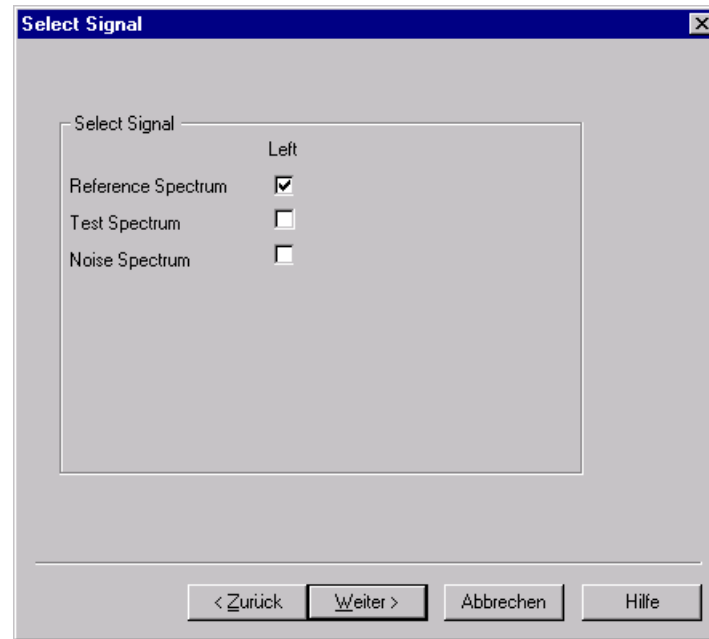 Select Signal
Select Signal
Left
Reference Spectrum
Test Spectrum
Noise Spectrum
< Zurück Weiter > Abbrechen Hilfe